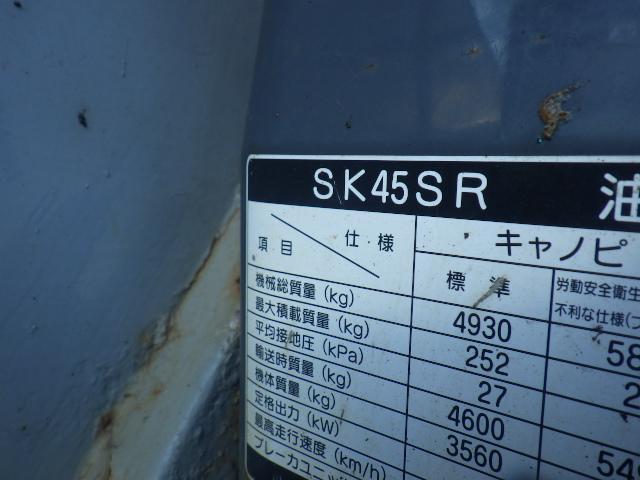 SK45SR 油
項目 仕様 キャノピ
標準 労動安全衛生
不利な仕様(
機械総質量(kg) 4930 58
最大積載質量(kg) 252 2
平均接地圧(kPa) 27
輸送時質量(kg) 4600
機体質量(kg) 3560 549
定格出力(kW)
最高走行速度(km/h)
ブレーカユニッ